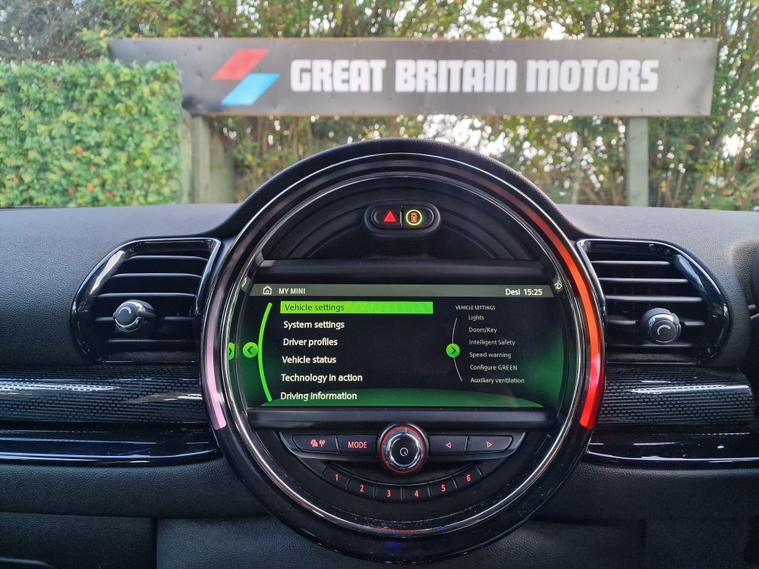 GREAT BRITAIN MOTORS
MY MINI
Desi 15:25
Vehicle settings
System settings
Driver profiles
Vehicle status
Technology in action
Driving information
VEHICLE SETTINGS
Lights
Doors/Key
Intelligent Safety
Speed warning
Configure GREEN
Auxiliary ventilation
MODE
1 2 3 4 5 6